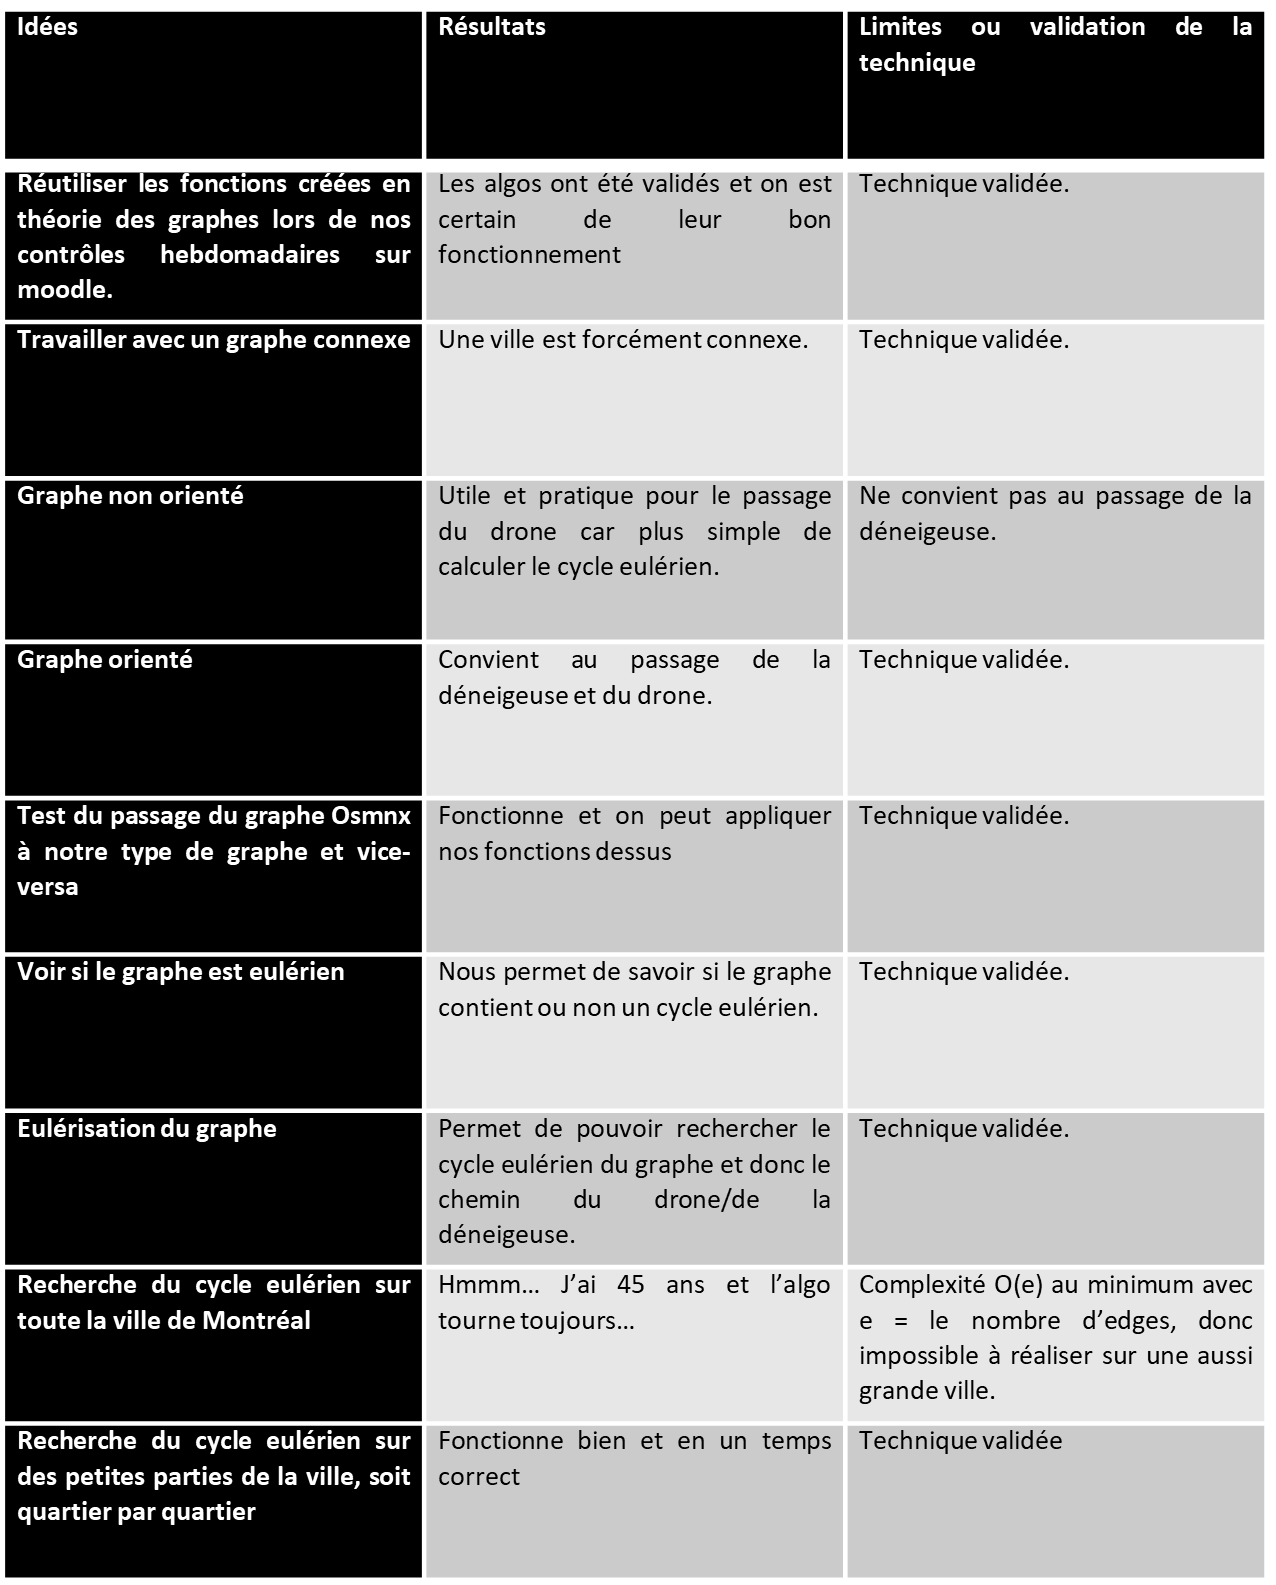 Idées
Résultats
Limites ou validation de la
technique
Réutiliser les fonctions créées en
théorie des graphes lors de nos
contrôles hebdomadaires sur
moodle.
Les algos ont été validés et on est
certain de leur bon
fonctionnement
Technique validée.
Travailler avec un graphe connexe
Une ville est forcément connexe.
Technique validée.
Graphe non orienté
Utile et pratique pour le passage
du drone car plus simple de
calculer le cycle eulérien.
Ne convient pas au passage de la
déneigeuse.
Graphe orienté
Convient au passage de la
déneigeuse et du drone.
Technique validée.
Test du passage du graphe Osmnx
à notre type de graphe et vice-
versa
Fonctionne et on peut appliquer
nos fonctions dessus
Technique validée.
Voir si le graphe est eulérien
Nous permet de savoir si le graphe
contient ou non un cycle eulérien.
Technique validée.
Eulérisation du graphe
Permet de pouvoir rechercher le
cycle eulérien du graphe et donc le
chemin du drone/de la
déneigeuse.
Technique validée.
Recherche du cycle eulérien sur
toute la ville de Montréal
Hmmm… J’ai 45 ans et l’algo
tourne toujours…
Complexité O(e) au minimum avec
e = le nombre d’edges, donc
impossible à réaliser sur une aussi
grande ville.
Recherche du cycle eulérien sur
des petites parties de la ville, soit
quartier par quartier
Fonctionne bien et en un temps
correct
Technique validée